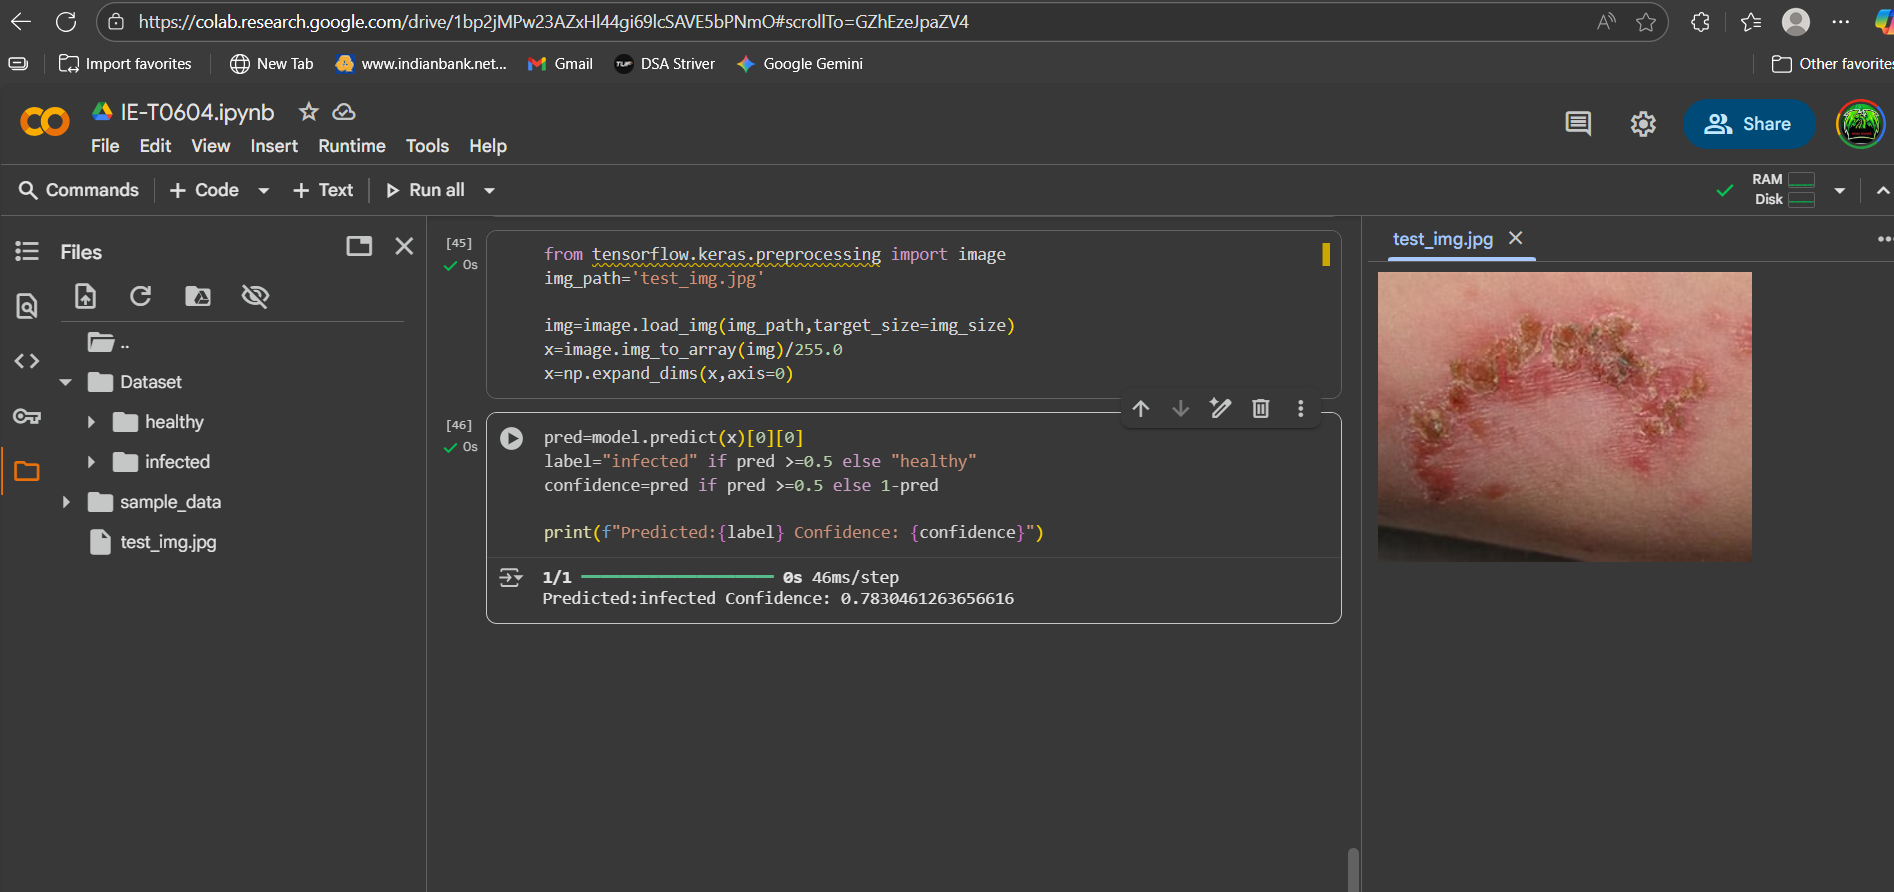 https://colab.research.google.com/drive/1bp2jMPw23AZxHl44gi69lcSAVE5bPNmO#scrollTo=GZhEzeJpaZV4
Import favorites
New Tab
www.indianbank.net...
Gmail
DSA Striver
Google Gemini
Other favorites
IE-T0604.ipynb
File Edit View Insert Runtime Tools Help
Share
Commands
+ Code
+ Text
Run all
RAM
Disk
Files
..
Dataset
healthy
infected
sample_data
test_img.jpg
[45]
0s
from tensorflow.keras.preprocessing import image
img_path='test_img.jpg'
img=image.load_img(img_path,target_size=img_size)
x=image.img_to_array(img)/255.0
x=np.expand_dims(x,axis=0)
[46]
0s
pred=model.predict(x)[0][0]
label="infected" if pred >=0.5 else "healthy"
confidence=pred if pred >=0.5 else 1-pred
print(f"Predicted:{label} Confidence: {confidence}")
1/1 0s 46ms/step
Predicted:infected Confidence: 0.7830461263656616
test_img.jpg